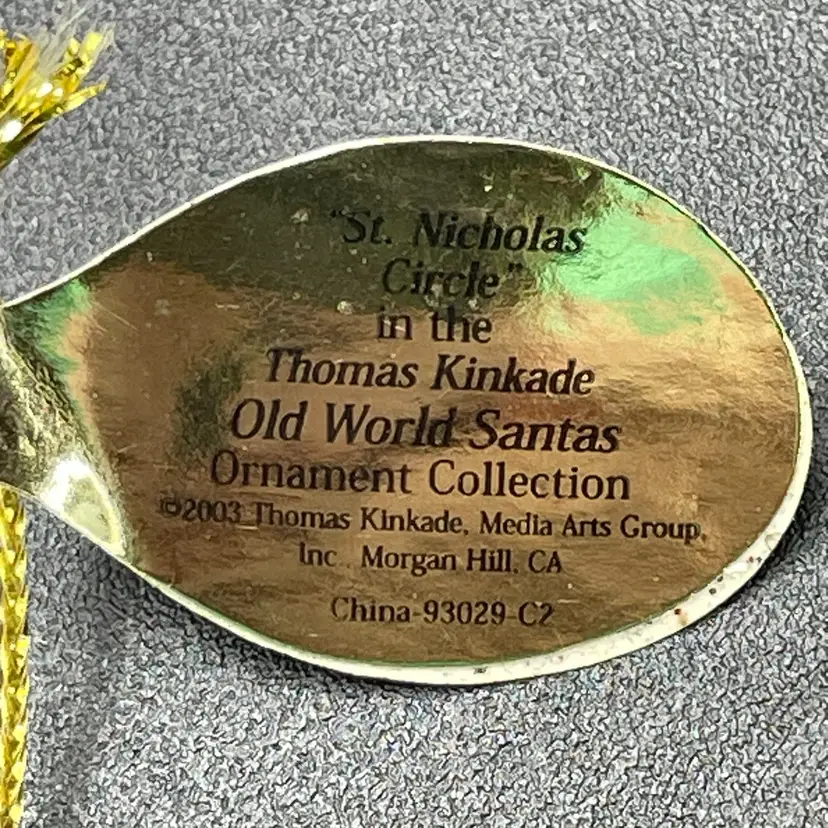 "St. Nicholas
Circle"
in the
Thomas Kinkade
Old World Santas
Ornament Collection
©2003 Thomas Kinkade, Media Arts Group,
Inc. Morgan Hill, CA
China-93029-C2